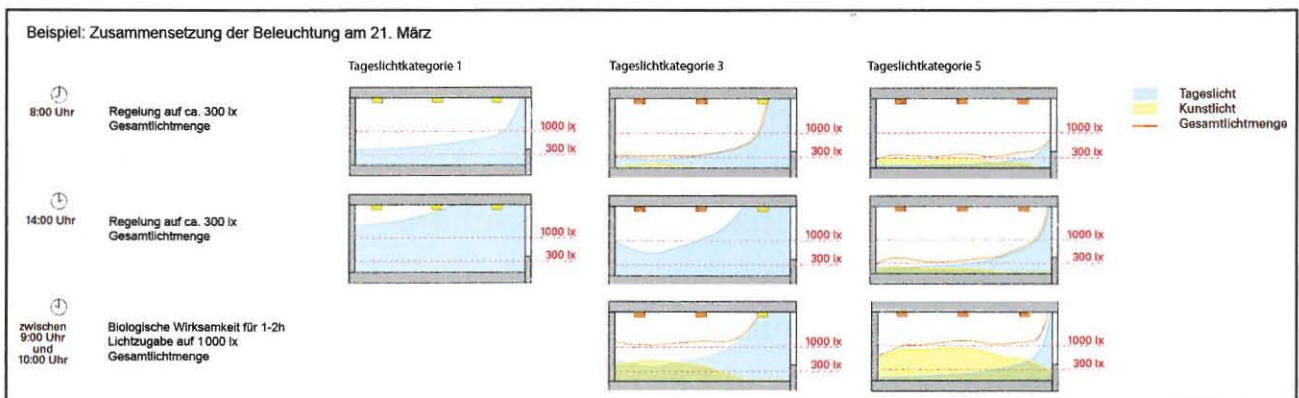 Beispiel: Zusammensetzung der Beleuchtung am 21. März
Tageslichtkategorie 1
Tageslichtkategorie 3
Tageslichtkategorie 5
Tageslicht
Kunstlicht
Gesamtlichtmenge
8:00 Uhr
Regelung auf ca. 300 lx
Gesamtlichtmenge
1000 lx
300 lx
1000 lx
300 lx
1000 lx
300 lx
14:00 Uhr
Regelung auf ca. 300 lx
Gesamtlichtmenge
1000 lx
300 lx
1000 lx
300 lx
1000 lx
300 lx
zwischen
9:00 Uhr
und
10:00 Uhr
Biologische Wirksamkeit für 1-2h
Lichtzugabe auf 1000 lx
Gesamtlichtmenge
1000 lx
300 lx
1000 lx
300 lx